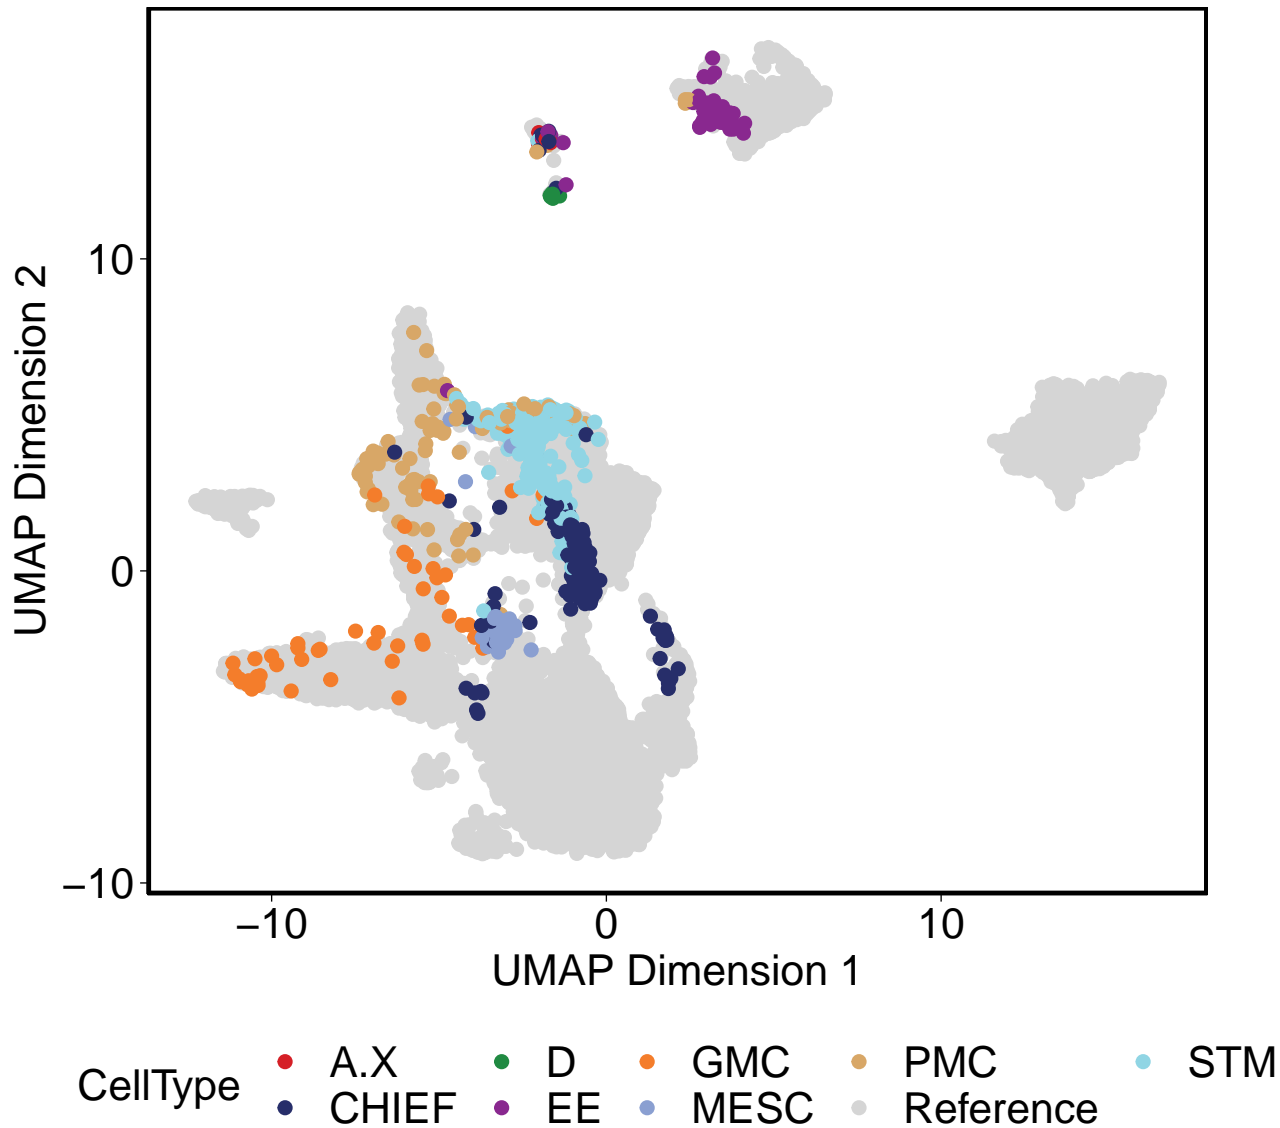 10
0
−10
UMAP Dimension 2
−10 0 10
UMAP Dimension 1
CellType
A.X D GMC PMC STM
CHIEF EE MESC Reference